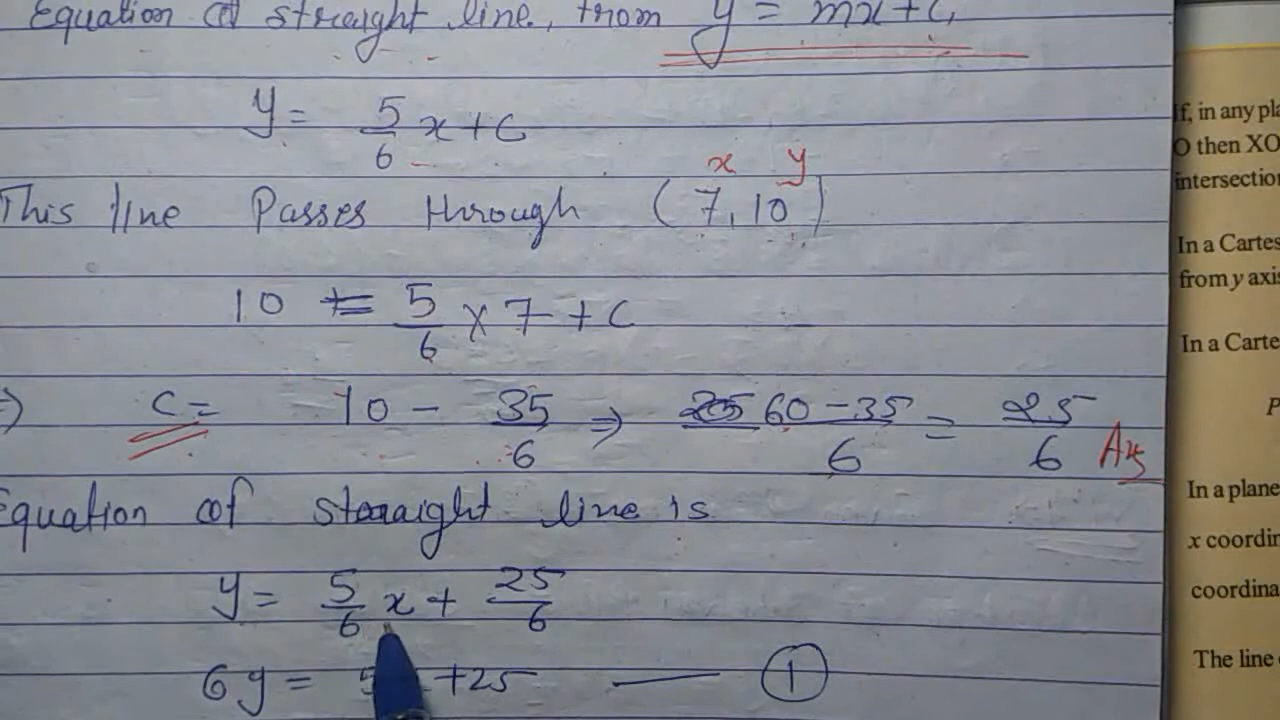 Equation of straight line, from y = mx + c,
y = 5/6 x + c
x y
This line Passes through (7, 10)
10 = 5/6 × 7 + c
⇒ c = 10 - 35/6 ⇒ 60 - 35/6 = 25/6 Ans
Equation of straight line is
y = 5/6 x + 25/6
6y = 5 +25 — ①
If, in any pla
O then XO
intersection
In a Cartes
from y axi
In a Carte
P
In a plane
x coordin
coordina
The line